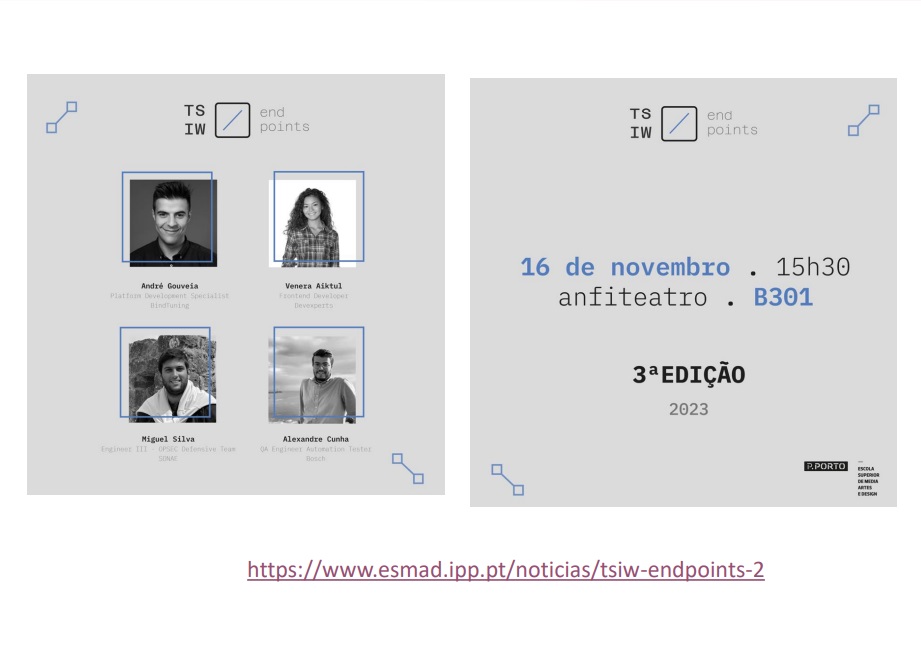 TS
IW
end
points
André Gouveia
Platform Development Specialist
BindTuning
Venera Aiktul
Frontend Developer
Devexperts
Miguel Silva
Engineer III - OPSEC Defensive Team
SONAE
Alexandre Cunha
QA Engineer Automation Tester
Bosch
TS
IW
end
points
16 de novembro . 15h30
anfiteatro . B301
3ªEDIÇÃO
2023
P.PORTO
ESCOLA
SUPERIOR
DE MEDIA
ARTES
E DESIGN
https://www.esmad.ipp.pt/noticias/tsiw-endpoints-2